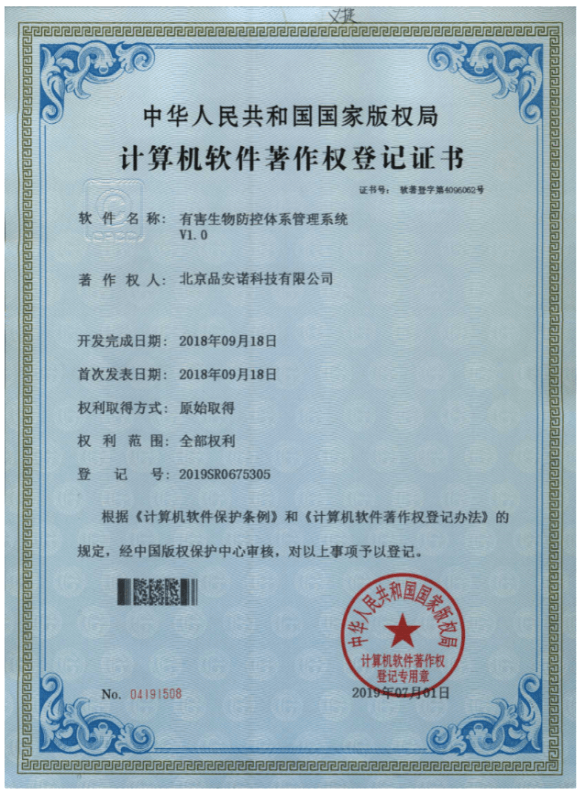 中华人民共和国国家版权局
计算机软件著作权登记证书
证书号： 软著登字第4096062号
软件名称： 有害生物防控体系管理系统
V1.0
著作权人： 北京品安诺科技有限公司
开发完成日期： 2018年09月18日
首次发表日期： 2018年09月18日
权利取得方式： 原始取得
权利范围： 全部权利
登记号： 2019SR0675305
根据《计算机软件保护条例》和《计算机软件著作权登记办法》的
规定，经中国版权保护中心审核，对以上事项予以登记。
中华人民共和国国家版权局
计算机软件著作权
登记专用章
No. 04191508
2019年07月01日